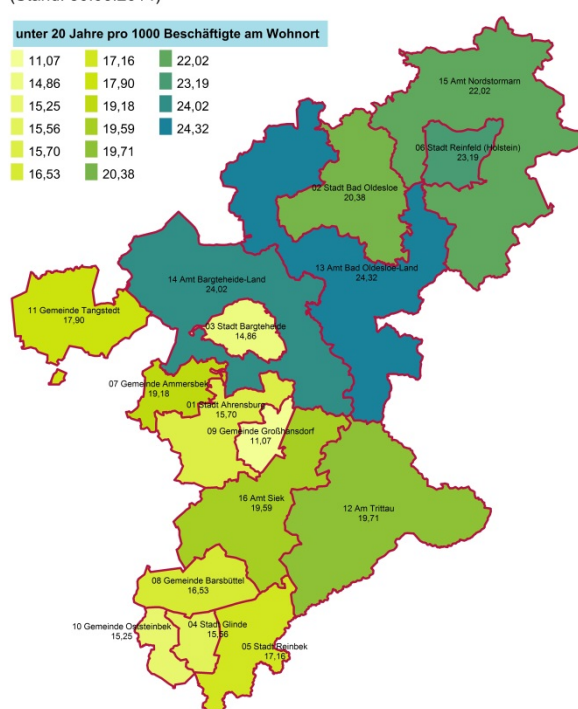 unter 20 Jahre pro 1000 Beschäftigte am Wohnort
11,07
14,86
15,25
15,56
15,70
16,53
17,16
17,90
19,18
19,59
19,71
20,38
22,02
23,19
24,02
24,32
15 Amt Nordstormarn
22,02
06 Stadt Reinfeld (Holstein)
23,19
02 Stadt Bad Oldesloe
20,38
13 Amt Bad Oldesloe-Land
24,32
14 Amt Bargteheide-Land
24,02
11 Gemeinde Tangstedt
17,90
03 Stadt Bargteheide
14,86
07 Gemeinde Ammersbek
19,18
01 Stadt Ahrensburg
15,70
09 Gemeinde Großhansdorf
11,07
16 Amt Siek
19,59
12 Am Trittau
19,71
08 Gemeinde Barsbüttel
16,53
10 Gemeinde Oststeinbek
15,25
04 Stadt Glinde
15,56
05 Stadt Reinbek
17,16